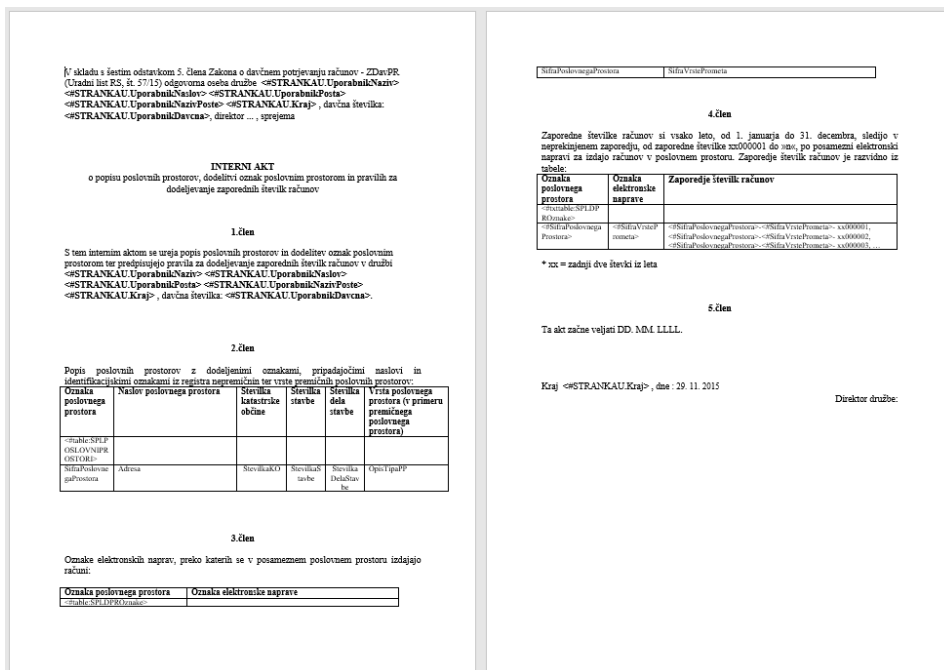 V skladu s šestim odstavkom 5. člena Zakona o davčnem potrjevanju računov - ZDavPR
(Uradni list RS, št. 57/15) odgovorna oseba družbe <#STRANKAU.UporabnikNaziv>
<#STRANKAU.UporabnikNaslov> <#STRANKAU.UporabnikPosta>
<#STRANKAU.UporabnikNazivPoste> <#STRANKAU.Kraj> , davčna številka:
<#STRANKAU.UporabnikDavcna>, direktor ... , sprejema
INTERNI AKT
o popisu poslovnih prostorov, dodelitvi oznak poslovnim prostorom in pravilih za
dodeljevanje zaporednih številk računov
1.člen
S tem internim aktom se ureja popis poslovnih prostorov in dodelitev oznak poslovnim
prostorom ter predpisujejo pravila za dodeljevanje zaporednih številk računov v družbi
<#STRANKAU.UporabnikNaziv> <#STRANKAU.UporabnikNaslov>
<#STRANKAU.UporabnikPosta> <#STRANKAU.UporabnikNazivPoste>
<#STRANKAU.Kraj> , davčna številka: <#STRANKAU.UporabnikDavcna>.
2.člen
Popis poslovnih prostorov z dodeljenimi oznakami, pripadajočimi naslovi in
identifikacijskimi oznakami iz registra nepremičnin ter vrste premičnih poslovnih prostorov:
Oznaka poslovnega prostora Naslov poslovnega prostora Številka katastrske občine Številka stavbe Številka dela stavbe Vrsta poslovnega prostora (v primeru premičnega poslovnega prostora)
<#table:SPLPOSLOVNIPROSTORI>
SifraPoslovnegaProstora Adresa StevilkaKO StevilkaStavbe StevilkaDelaStavbe OpisTipaPP
3.člen
Oznake elektronskih naprav, preko katerih se v posameznem poslovnem prostoru izdajajo
računi:
Oznaka poslovnega prostora Oznaka elektronske naprave
<#table:SPLDPROznake>
SifraPoslovnegaProstora SifraVrstePrometa
4.člen
Zaporedne številke računov si vsako leto, od 1. januarja do 31. decembra, sledijo v
neprekinjenem zaporedju, od zaporedne številke xx000001 do »n«, po posamezni elektronski
napravi za izdajo računov v poslovnem prostoru. Zaporedje številk računov je razvidno iz
tabele:
Oznaka poslovnega prostora Oznaka elektronske naprave Zaporedje številk računov
<#txttable:SPLDPROznake>
<#SifraPoslovnegaProstora> <#SifraVrstePrometa> <#SifraPoslovnegaProstora>-<#SifraVrstePrometa>- xx000001,
<#SifraPoslovnegaProstora>-<#SifraVrstePrometa>- xx000002,
<#SifraPoslovnegaProstora>-<#SifraVrstePrometa>- xx000003, ...
* xx = zadnji dve števki iz leta
5.člen
Ta akt začne veljati DD. MM. LLLL.
Kraj <#STRANKAU.Kraj> , dne : 29. 11. 2015
Direktor družbe: